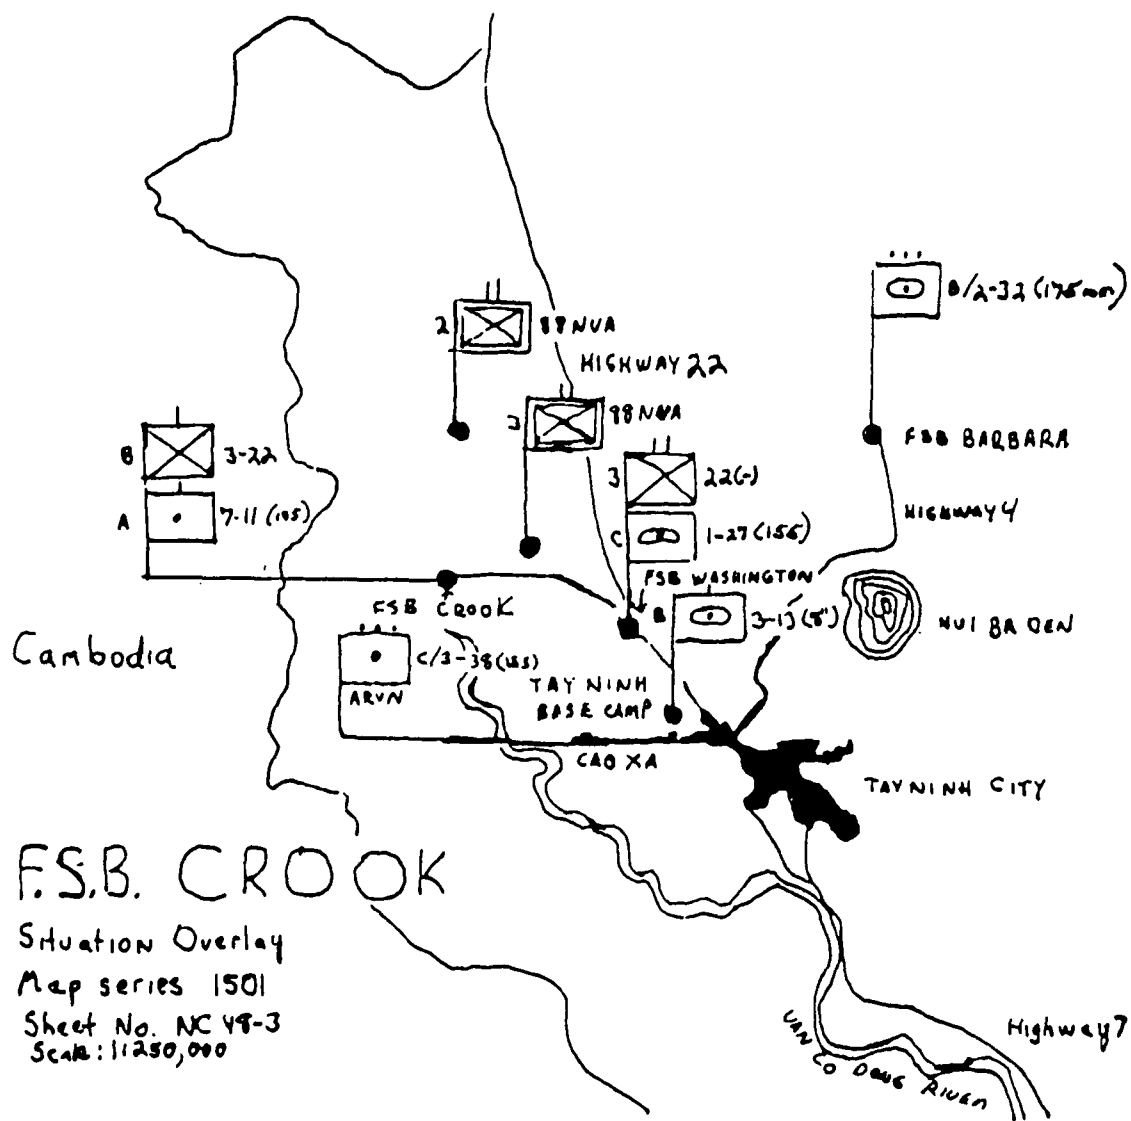 B/2-32 (175mm)
2
88 NVA
HIGHWAY 22
88 NVA
FSB BARBARA
B
3-22
3
22(-)
A
7-11 (105)
HIGHWAY 4
C
1-27 (155)
FSB WASHINGTON
FSB CROOK
B
3-13 (8")
NUI BA DEN
Cambodia
C/3-38 (155)
ARVN
TAY NINH
BASE CAMP
CAO XA
TAY NINH CITY
F.S.B. CROOK
Situation Overlay
Map series 1501
Sheet No. NC 48-3
Scale: 1:250,000
Highway 7
VAN CO DONG RIVER